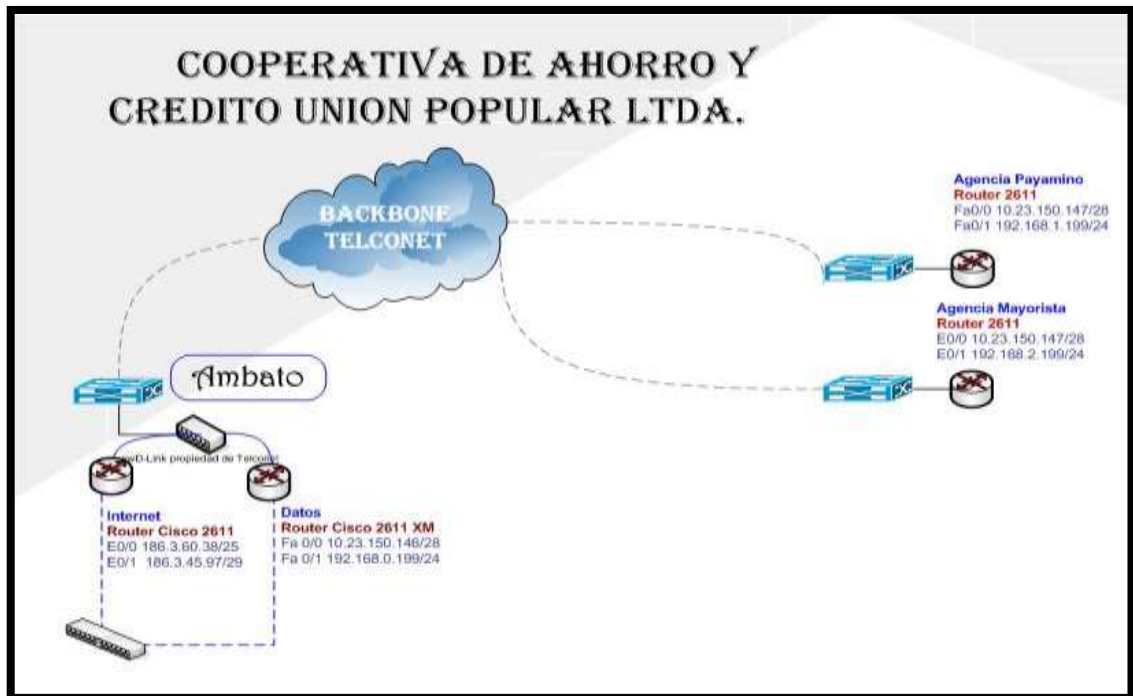 COOPERATIVA DE AHORRO Y
CREDITO UNION POPULAR LTDA.
BACKBONE
TELCONET
Agencia Payamino
Router 2611
Fa0/0 10.23.150.147/28
Fa0/1 192.168.1.199/24
Agencia Mayorista
Router 2611
E0/0 10.23.150.147/28
E0/1 192.168.2.199/24
Ambato
swD-Link propiedad de Telconet
Internet
Router Cisco 2611
E0/0 186.3.60.38/25
E0/1 186.3.45.97/29
Datos
Router Cisco 2611 XM
Fa 0/0 10.23.150.146/28
Fa 0/1 192.168.0.199/24